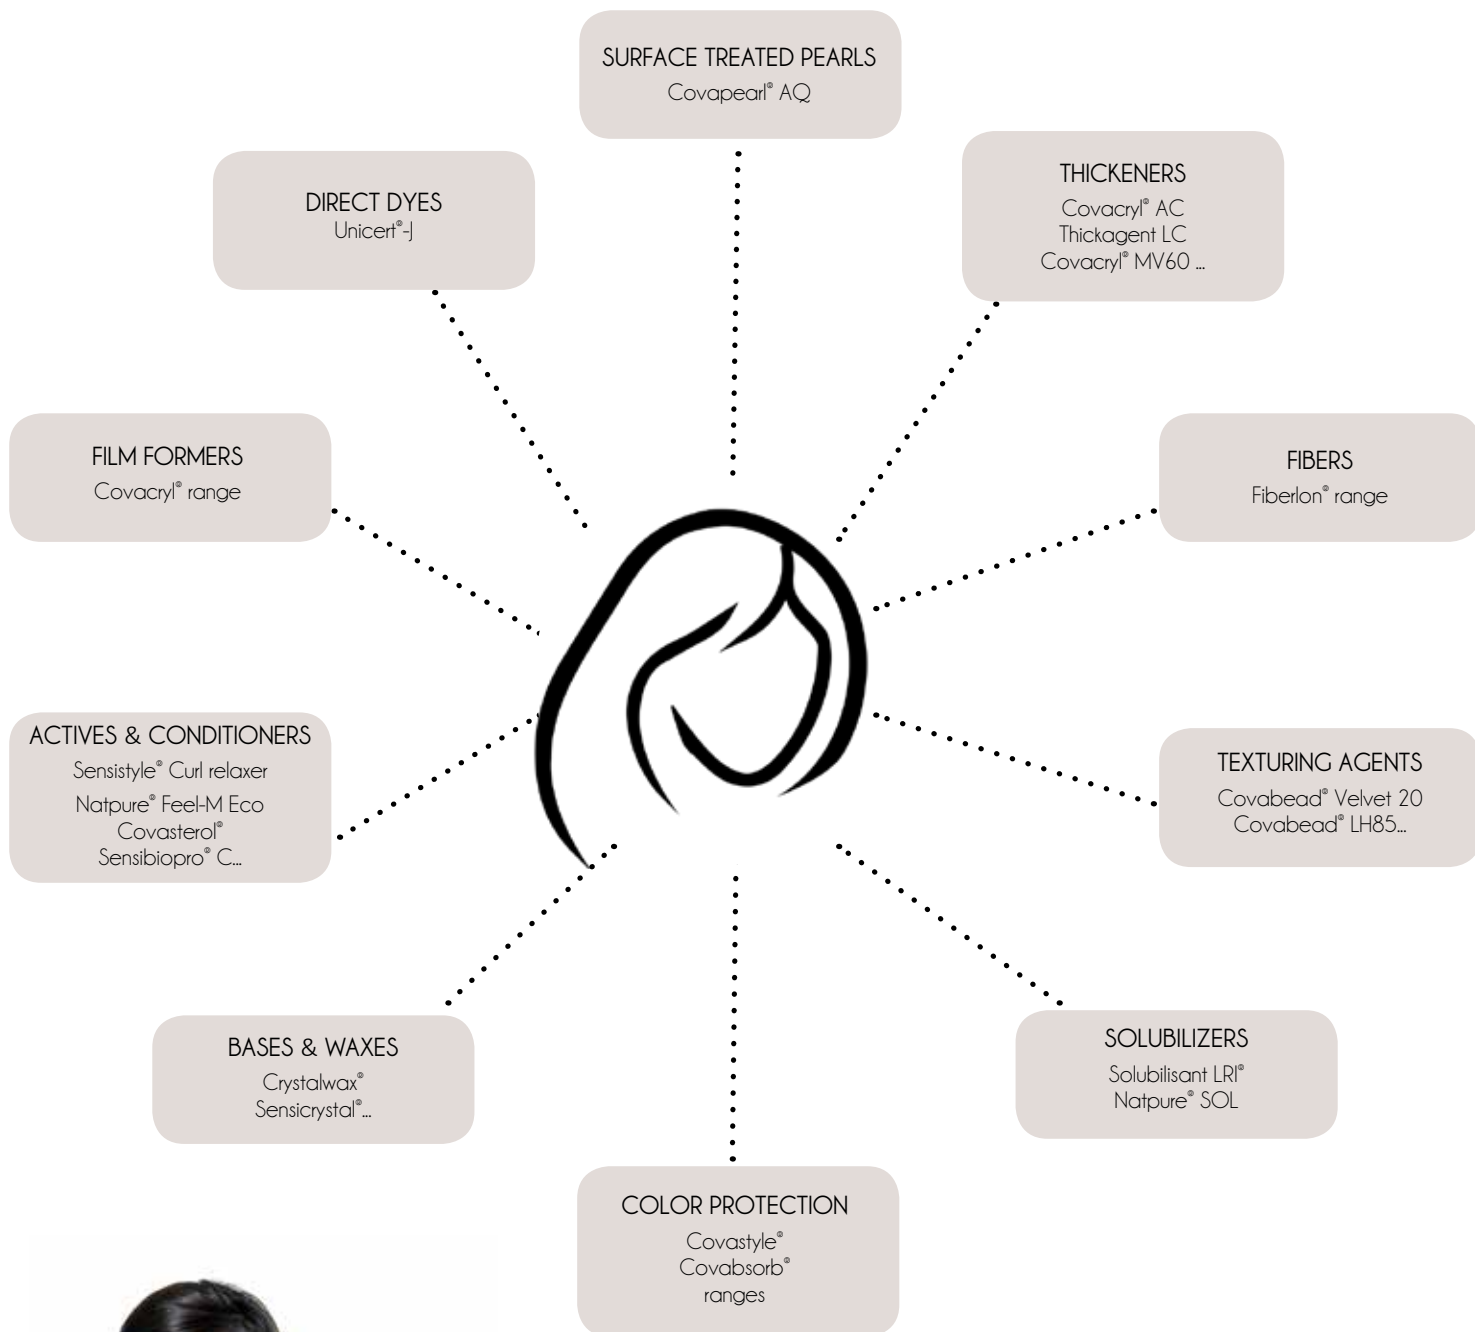 SURFACE TREATED PEARLS
Covapearl® AQ
THICKENERS
Covacryl® AC
Thickagent LC
Covacryl® MV60 ...
DIRECT DYES
Unicert®-J
FILM FORMERS
Covacryl® range
FIBERS
Fiberlon® range
ACTIVES & CONDITIONERS
Sensistyle® Curl relaxer
Natpure® Feel-M Eco
Covasterol®
Sensibiopro® C...
TEXTURING AGENTS
Covabead® Velvet 20
Covabead® LH85...
BASES & WAXES
Crystalwax®
Sensicrystal®...
SOLUBILIZERS
Solubilisant LRI®
Natpure® SOL
COLOR PROTECTION
Covastyle®
Covabsorb®
ranges